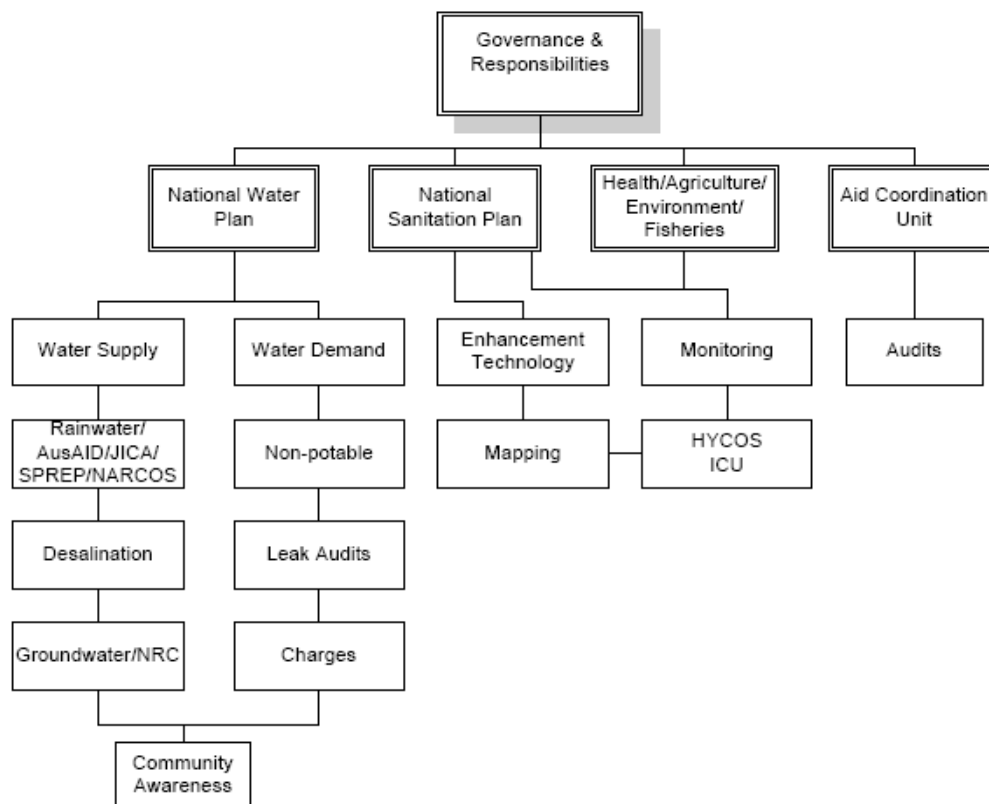 Governance &
Responsibilities
National Water
Plan
National
Sanitation Plan
Health/Agriculture/
Environment/
Fisheries
Aid Coordination
Unit
Water Supply
Water Demand
Enhancement
Technology
Monitoring
Audits
Rainwater/
AusAID/JICA/
SPREP/NARCOS
Non-potable
Mapping
HYCOS
ICU
Desalination
Leak Audits
Groundwater/NRC
Charges
Community
Awareness